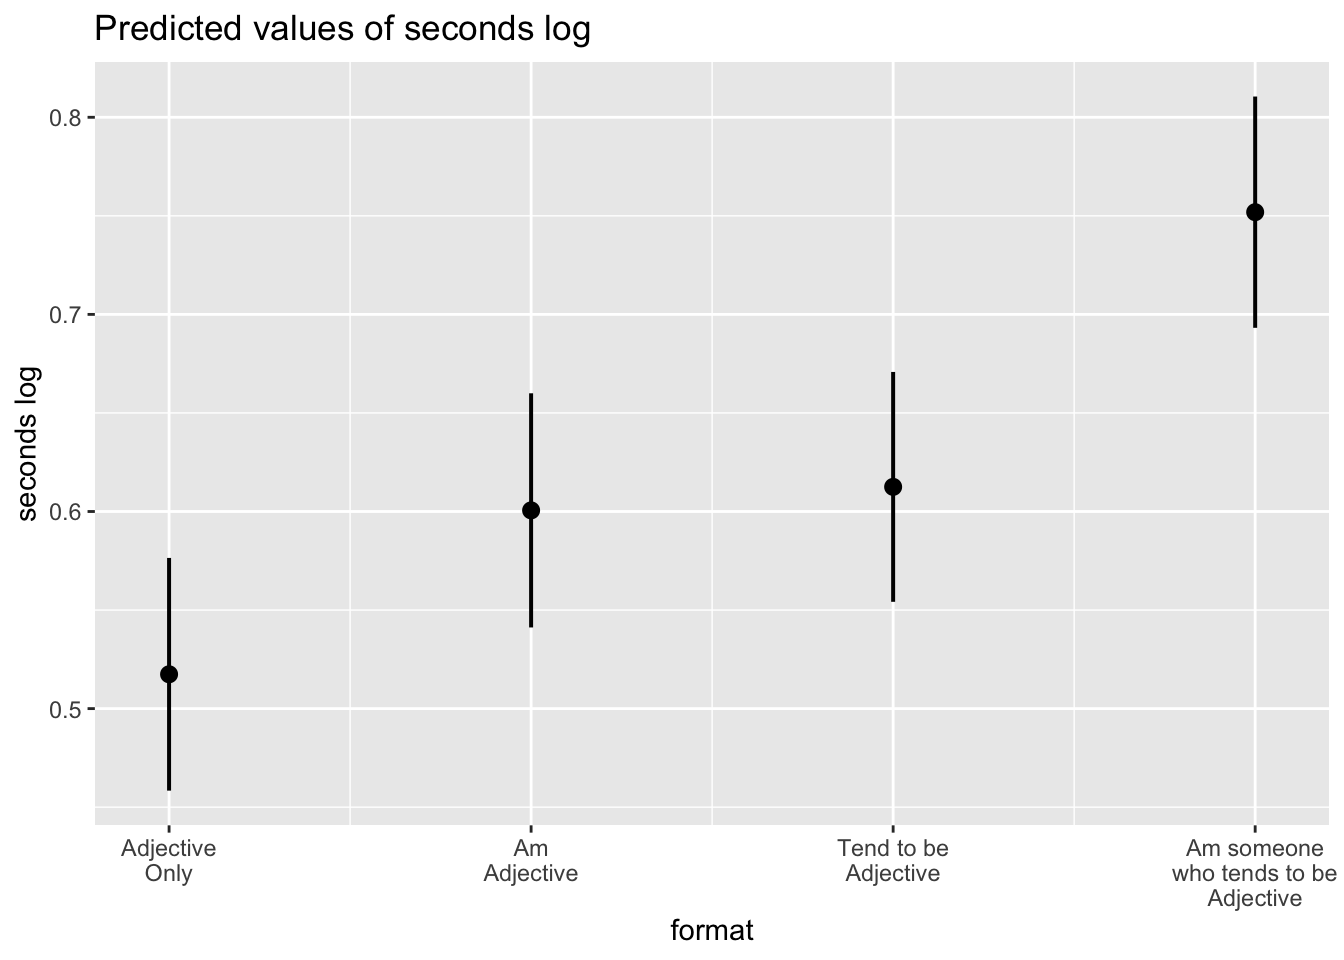 Predicted values of seconds log
seconds log
0.8
0.7
0.6
0.5
Adjective
Only
Am
Adjective
Tend to be
Adjective
Am someone
who tends to be
Adjective
format